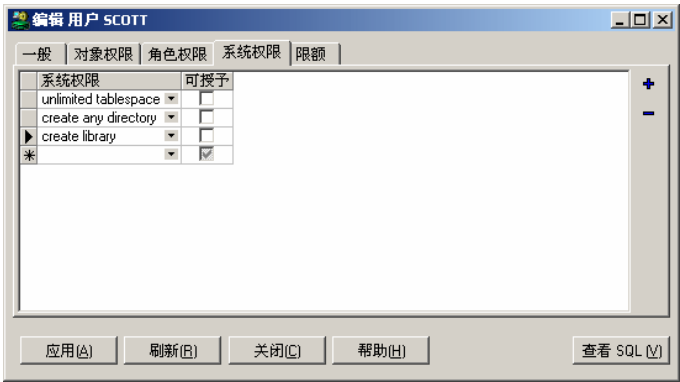 编辑 用户 SCOTT
一般 对象权限 角色权限 系统权限 限额
系统权限 可授予
unlimited tablespace
create any directory
create library
应用(A) 刷新(R) 关闭(C) 帮助(H) 查看 SQL (V)